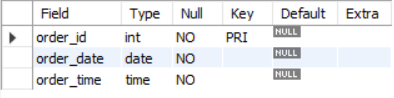 Field Type Null Key Default Extra
order_id int NO PRI NULL
order_date date NO NULL
order_time time NO NULL